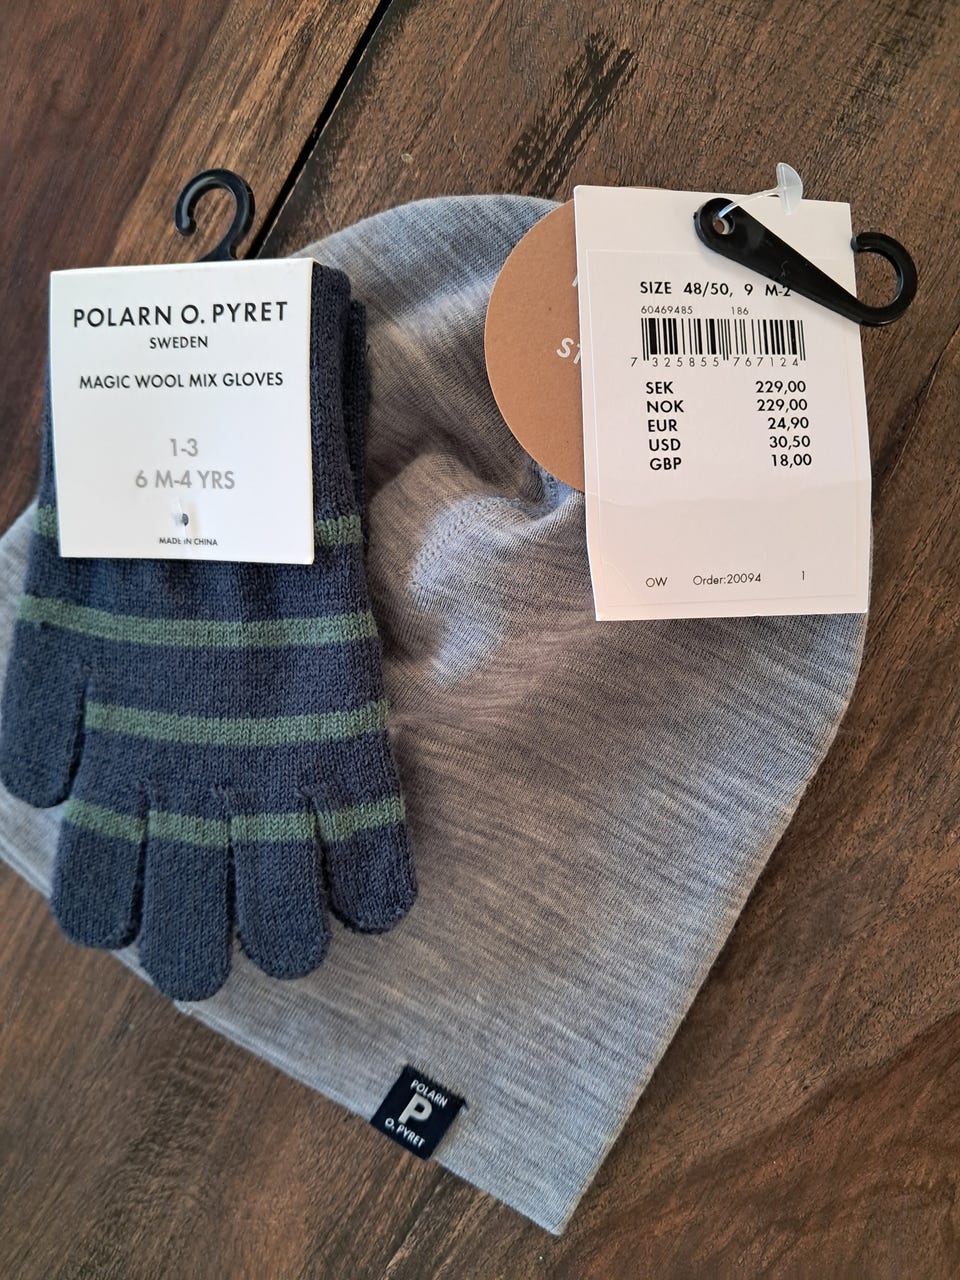 POLARN O. PYRET
SWEDEN
MAGIC WOOL MIX GLOVES
1-3
6 M-4 YRS
MADE IN CHINA
ST
SIZE 48/50, 9 M-2
60469485 186
7 325855 767124
SEK 229,00
NOK 229,00
EUR 24,90
USD 30,50
GBP 18,00
OW Order:20094 1
POLARN
P
O. PYRET